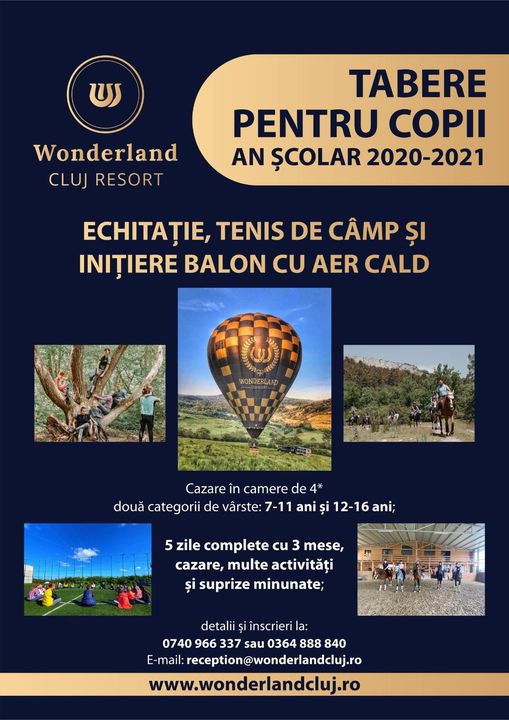 Wonderland
CLUJ RESORT
TABERE
PENTRU COPII
AN ȘCOLAR 2020-2021
ECHITAȚIE, TENIS DE CÂMP ȘI
INIȚIERE BALON CU AER CALD
WONDERLAND
Cazare în camere de 4*
două categorii de vârste: 7-11 ani și 12-16 ani;
5 zile complete cu 3 mese,
cazare, multe activități
și suprize minunate;
detalii și înscrieri la:
0740 966 337 sau 0364 888 840
E-mail: reception@wonderlandcluj.ro
www.wonderlandcluj.ro